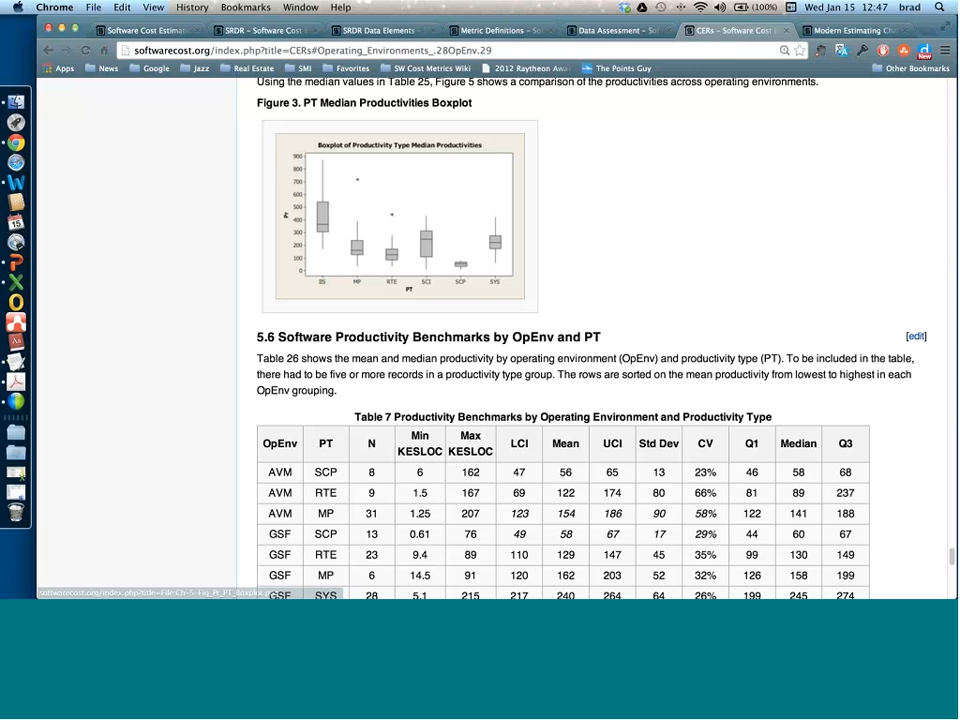 Chrome File Edit View History Bookmarks Window Help (100%) Wed Jan 15 12:47 brad
Software Cost Estimat SRDR – Software Cost SRDR Data Elements – Metric Definitions – So Data Assessment – Sof CERs – Software Cost Modern Estimating Ch
softwarecost.org/index.php?title=CERs#Operating_Environments_.28OpEnv.29
Apps News Google Jazz Real Estate SMI Favorites SW Cost Metrics Wiki 2012 Raytheon Awa The Points Guy Other Bookmarks
Using the median values in Table 25, Figure 5 shows a comparison of the productivities across operating environments.
Figure 3. PT Median Productivities Boxplot
Boxplot of Productivity Type Median Productivities
900
800
700
600
500
400
300
200
100
0
Pr
IIS MP RTE SCI SCP SYS
PT
5.6 Software Productivity Benchmarks by OpEnv and PT [edit]
Table 26 shows the mean and median productivity by operating environment (OpEnv) and productivity type (PT). To be included in the table,
there had to be five or more records in a productivity type group. The rows are sorted on the mean productivity from lowest to highest in each
OpEnv grouping.
Table 7 Productivity Benchmarks by Operating Environment and Productivity Type
OpEnv PT N Min KESLOC Max KESLOC LCI Mean UCI Std Dev CV Q1 Median Q3
AVM SCP 8 6 162 47 56 65 13 23% 46 58 68
AVM RTE 9 1.5 167 69 122 174 80 66% 81 89 237
AVM MP 31 1.25 207 123 154 186 90 58% 122 141 188
GSF SCP 13 0.61 76 49 58 67 17 29% 44 60 67
GSF RTE 23 9.4 89 110 129 147 45 35% 99 130 149
GSF MP 6 14.5 91 120 162 203 52 32% 126 158 199
GSF SYS 28 5.1 215 217 240 264 64 26% 199 245 274
softwarecost.org/index.php?title=File:Ch-5-Fig_Pr_PT_Boxplot